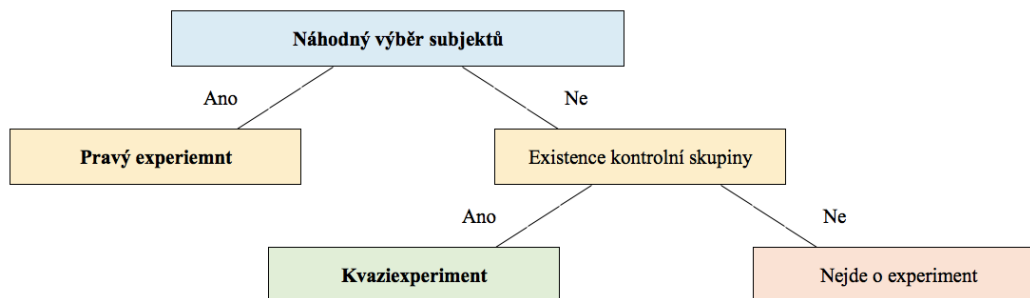 Náhodný výběr subjektů
Ano
Ne
Pravý experiemnt
Existence kontrolní skupiny
Ano
Ne
Kvaziexperiment
Nejde o experiment